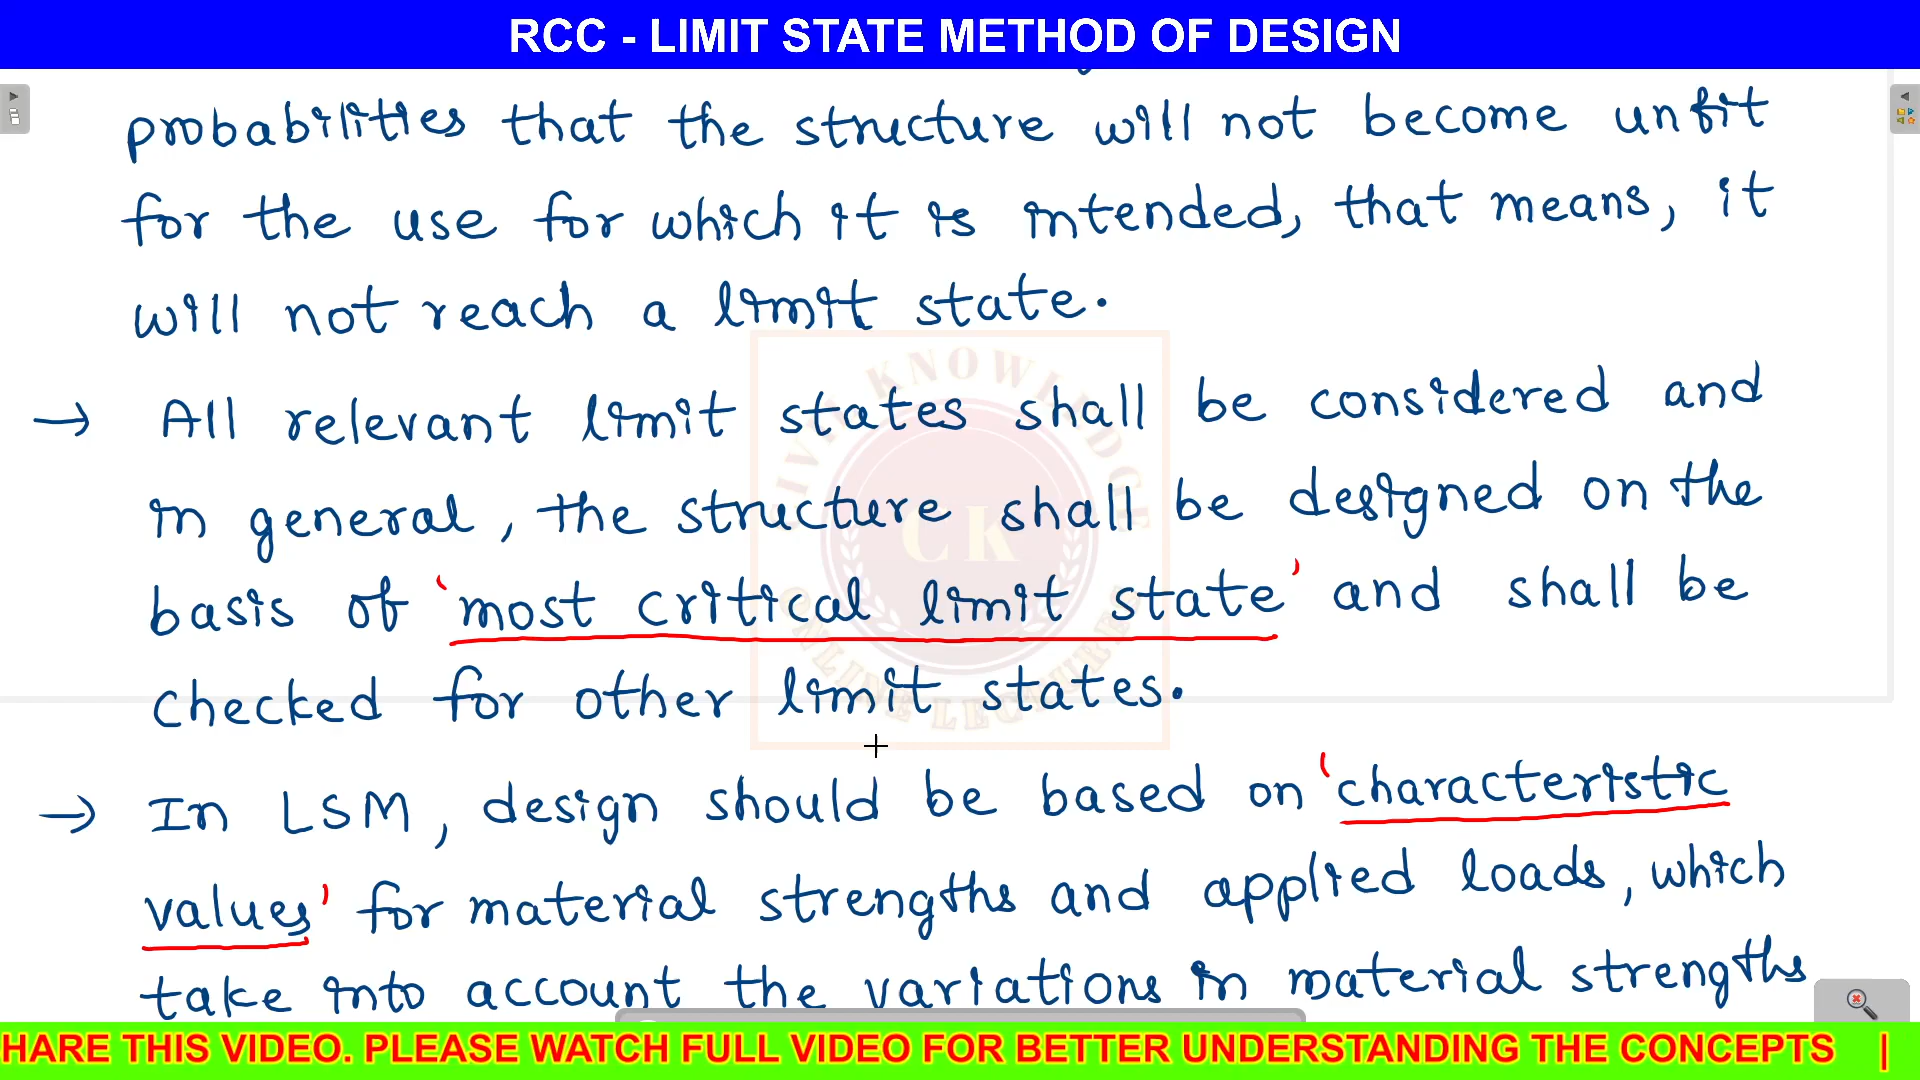 RCC - LIMIT STATE METHOD OF DESIGN
probabilities that the structure will not become unfit
for the use for which it is intended, that means, it
will not reach a limit state.
→ All relevant limit states shall be considered and
in general, the structure shall be designed on the
basis of 'most critical limit state' and shall be
checked for other limit states.
→ In LSM, design should be based on 'characteristic
values' for material strengths and applied loads, which
take into account the variations in material strengths
CIVIL KNOWLEDGE
CK
ONLINE LECTURES
HARE THIS VIDEO. PLEASE WATCH FULL VIDEO FOR BETTER UNDERSTANDING THE CONCEPTS |